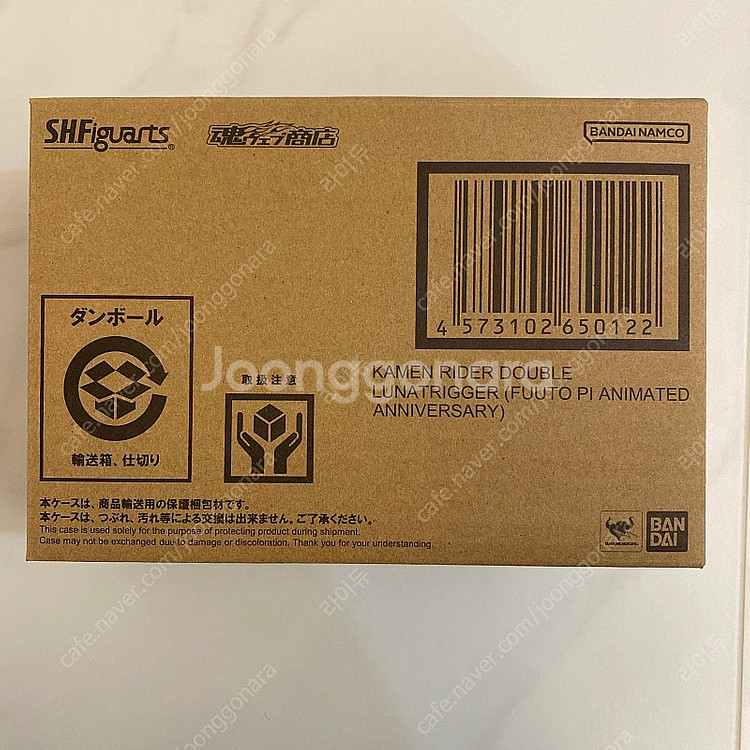 S.H.Figuarts®
魂ウェブ商店
BANDAI NAMCO
4 573102 650122
ダンボール
輸送箱、仕切り
取扱注意
KAMEN RIDER DOUBLE
LUNATRIGGER (FUUTO PI ANIMATED
ANNIVERSARY)
本ケースは、商品輸送用の保護梱包材です。
本ケースは、つぶれ、汚れ等による交換は出来ません。ご了承ください。
This case is used solely for the purpose of protecting product during shipment.
Case may not be exchanged due to damage or discoloration. Thank you for your understanding.
BAN
DAI
Joonggonara
cafe.naver.com/joonggonara
라이듀